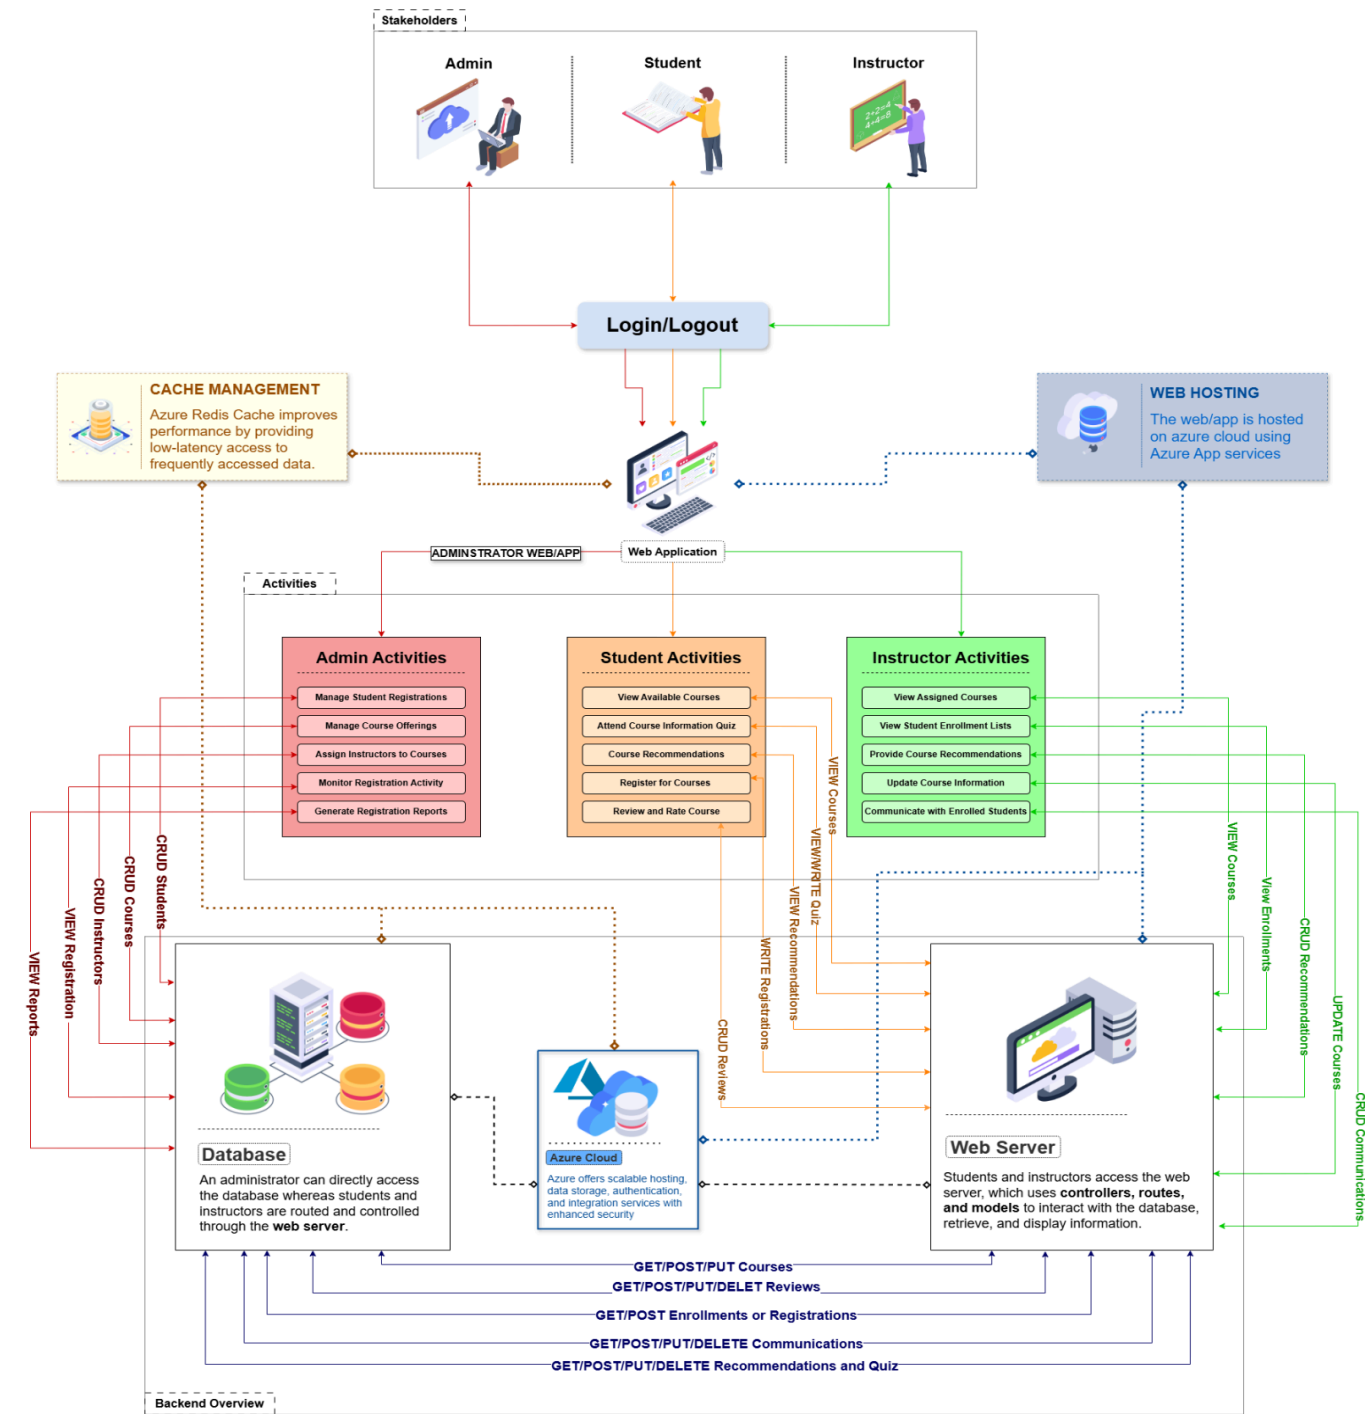 Stakeholders
Admin
Student
Instructor
2+2=4
4+4=8
Login/Logout
CACHE MANAGEMENT
Azure Redis Cache improves
performance by providing
low-latency access to
frequently accessed data.
WEB HOSTING
The web/app is hosted
on azure cloud using
Azure App services
ADMINSTRATOR WEB/APP
Web Application
Activities
Admin Activities
Manage Student Registrations
Manage Course Offerings
Assign Instructors to Courses
Monitor Registration Activity
Generate Registration Reports
Student Activities
View Available Courses
Attend Course Information Quiz
Course Recommendations
Register for Courses
Review and Rate Course
Instructor Activities
View Assigned Courses
View Student Enrollment Lists
Provide Course Recommendations
Update Course Information
Communicate with Enrolled Students
VIEW Reports
VIEW Registration
CRUD Instructors
CRUD Courses
CRUD Students
CRUD Reviews
WRITE Registrations
VIEW Recommendations
VIEW/WRITE Quiz
VIEW Courses
VIEW Courses
View Enrollments
CRUD Recommendations
UPDATE Courses
CRUD Communications
Database
An administrator can directly access
the database whereas students and
instructors are routed and controlled
through the web server.
Azure Cloud
Azure offers scalable hosting,
data storage, authentication,
and integration services with
enhanced security
Web Server
Students and instructors access the web
server, which uses controllers, routes,
and models to interact with the database,
retrieve, and display information.
GET/POST/PUT Courses
GET/POST/PUT/DELET Reviews
GET/POST Enrollments or Registrations
GET/POST/PUT/DELETE Communications
GET/POST/PUT/DELETE Recommendations and Quiz
Backend Overview